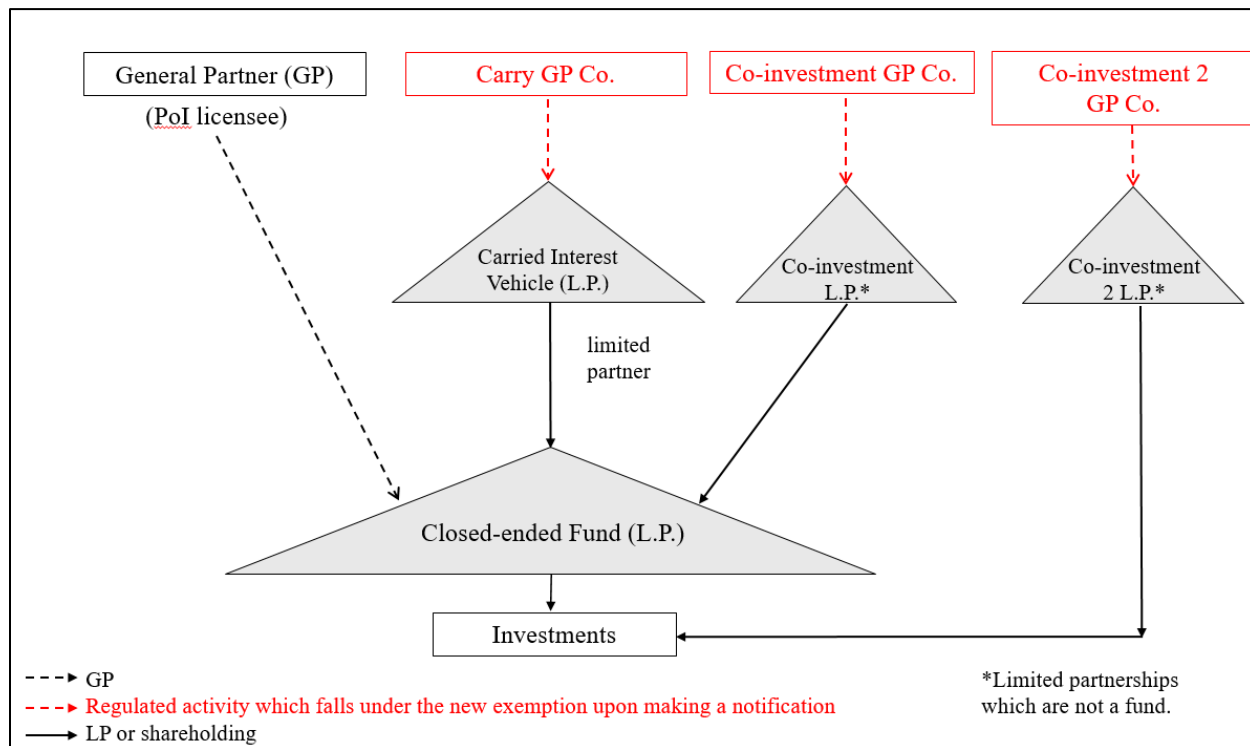 General Partner (GP)
(PoI licensee)
Carry GP Co.
Co-investment GP Co.
Co-investment 2
GP Co.
Carried Interest
Vehicle (L.P.)
Co-investment
L.P.*
Co-investment
2 L.P.*
limited
partner
Closed-ended Fund (L.P.)
Investments
GP
Regulated activity which falls under the new exemption upon making a notification
LP or shareholding
*Limited partnerships
which are not a fund.